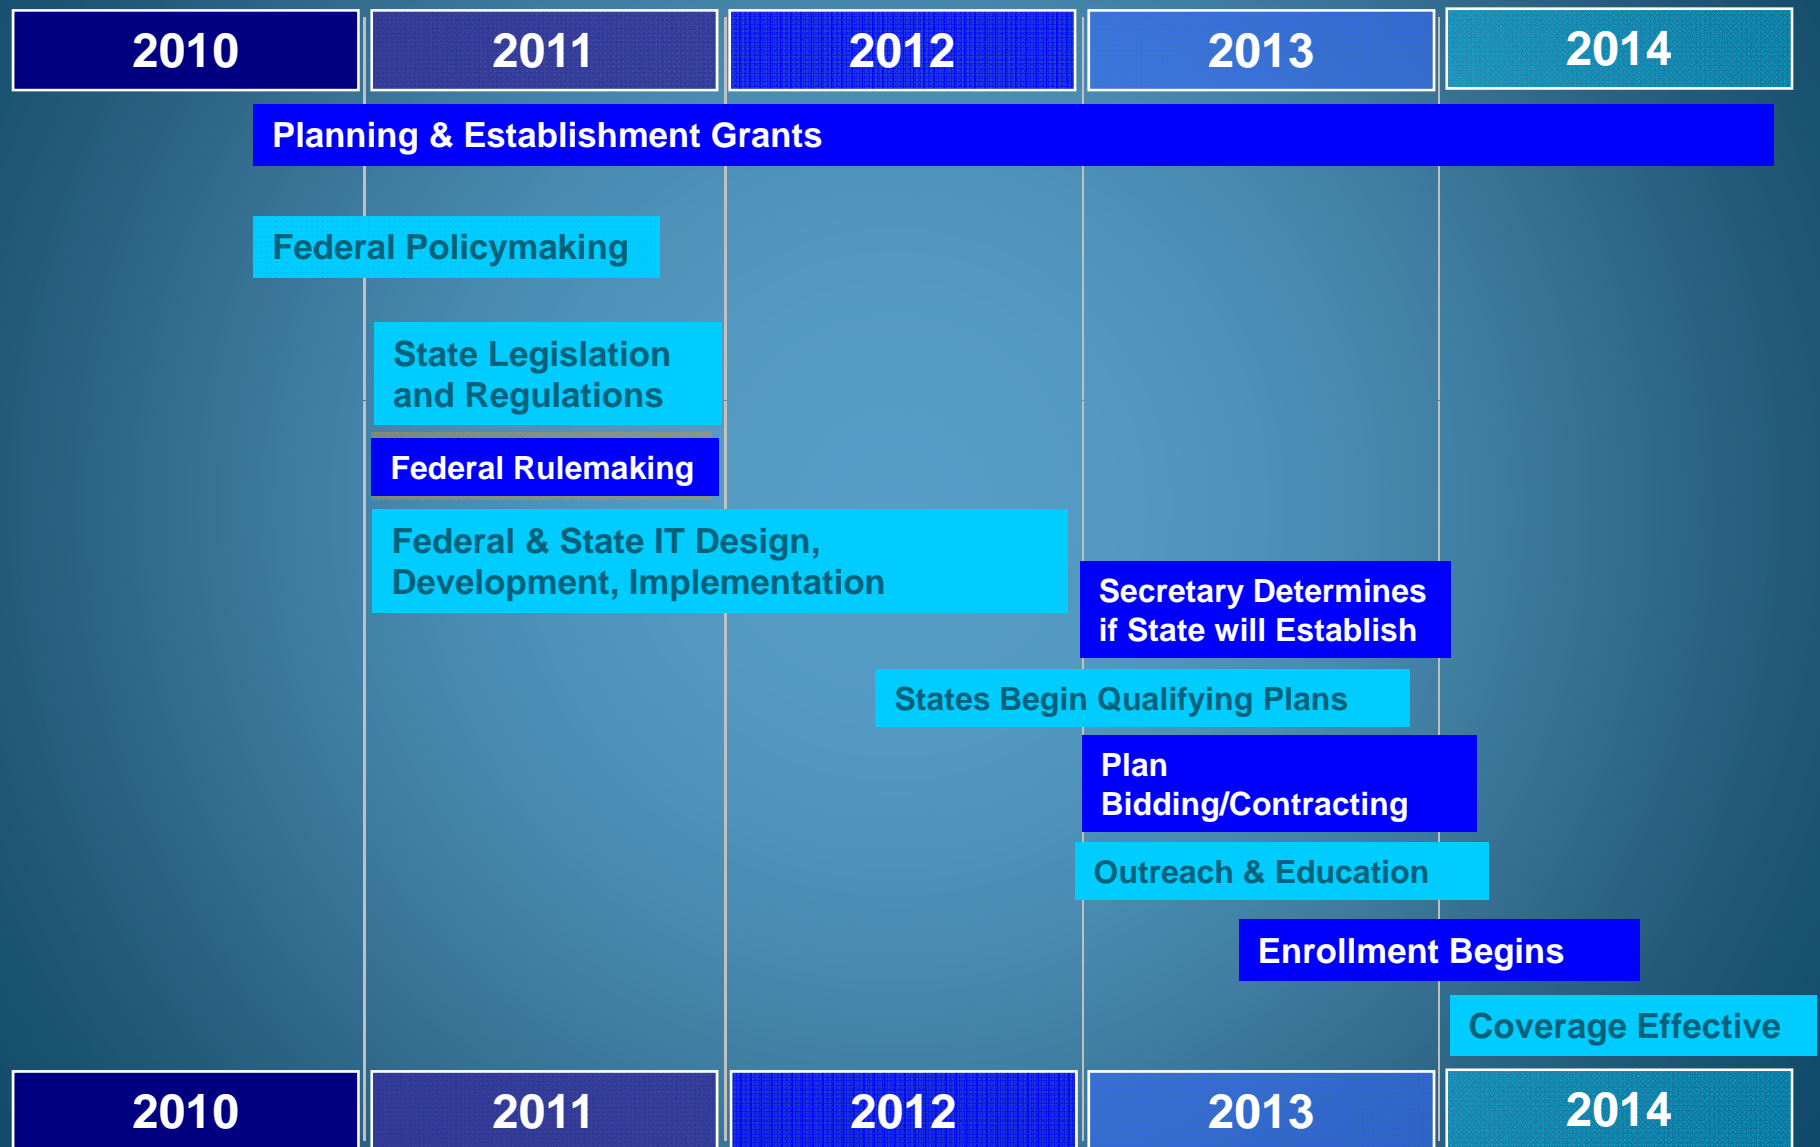 2010
2011
2012
2013
2014
Planning & Establishment Grants
Federal Policymaking
State Legislation
and Regulations
Federal Rulemaking
Federal & State IT Design,
Development, Implementation
Secretary Determines
if State will Establish
States Begin Qualifying Plans
Plan
Bidding/Contracting
Outreach & Education
Enrollment Begins
Coverage Effective
2010
2011
2012
2013
2014